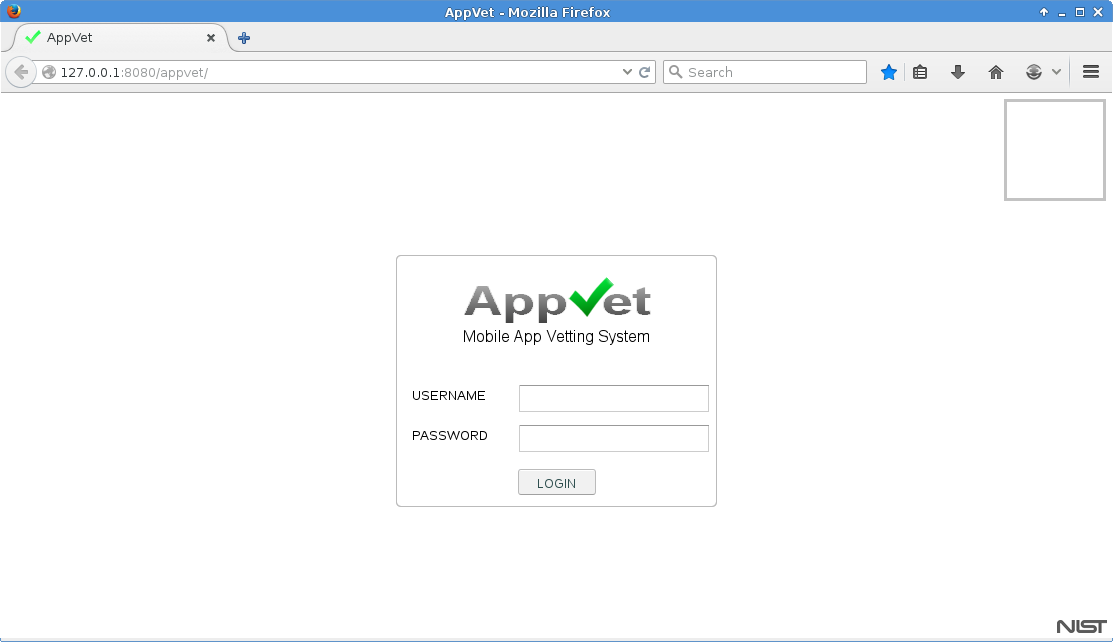 AppVet - Mozilla Firefox
AppVet
127.0.0.1:8080/appvet/
Search
AppVet
Mobile App Vetting System
USERNAME
PASSWORD
LOGIN
NIST